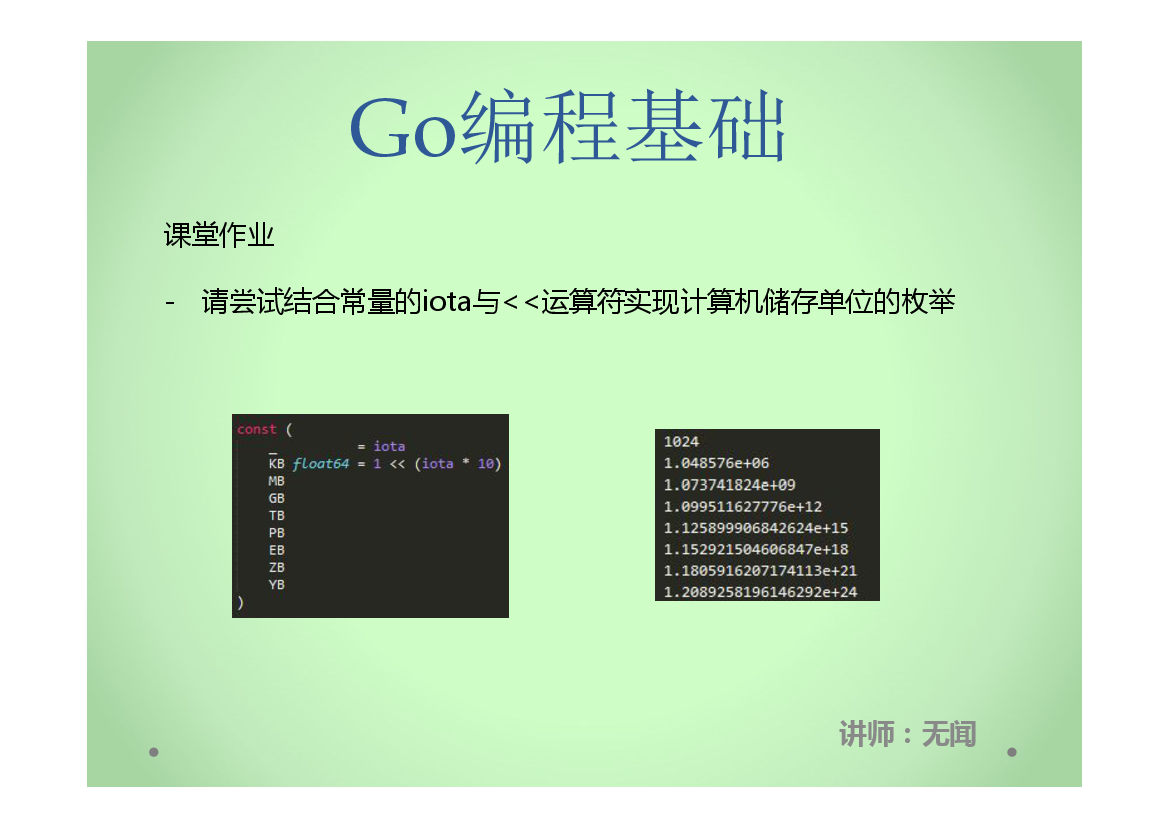 Go编程基础
课堂作业
- 请尝试结合常量的iota与<<运算符实现计算机储存单位的枚举
const (
_ = iota
KB float64 = 1 << (iota * 10)
MB
GB
TB
PB
EB
ZB
YB
)
1024
1.048576e+06
1.073741824e+09
1.099511627776e+12
1.125899906842624e+15
1.152921504606847e+18
1.1805916207174113e+21
1.2089258196146292e+24
讲师：无闻